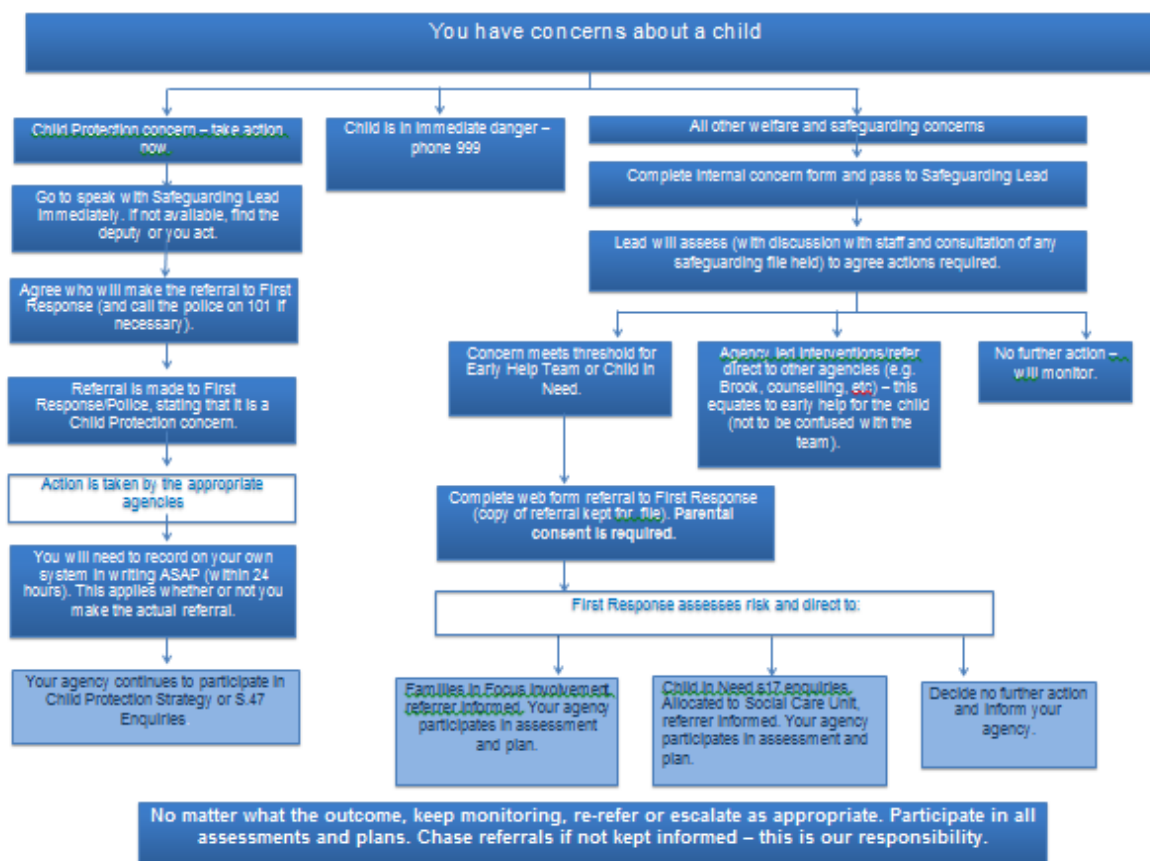 You have concerns about a child
Child Protection concern – take action
now.
Go to speak with Safeguarding Lead
immediately. If not available, find the
deputy or you act.
Agree who will make the referral to First
Response (and call the police on 101 if
necessary).
Referral is made to First
Response/Police, stating that it is a
Child Protection concern.
Action is taken by the appropriate
agencies
You will need to record on your own
system in writing ASAP (within 24
hours). This applies whether or not you
make the actual referral.
Your agency continues to participate in
Child Protection Strategy or S.47
Enquiries
Child is in immediate danger –
phone 999
All other welfare and safeguarding concerns
Complete internal concern form and pass to Safeguarding Lead
Lead will assess (with discussion with staff and consultation of any
safeguarding file held) to agree actions required.
Concern meets threshold for
Early Help Team or Child in
Need.
Agency led interventions/refer
direct to other agencies (e.g.
Brook, counselling, etc) – this
equates to early help for the child
(not to be confused with the
team).
No further action –
will monitor.
Complete web form referral to First Response
(copy of referral kept for file). Parental
consent is required.
First Response assesses risk and direct to:
Families in Focus involvement,
referrer informed. Your agency
participates in assessment
and plan.
Child in Need s17 enquiries.
Allocated to Social Care Unit,
referrer informed. Your agency
participates in assessment and
plan.
Decide no further action
and inform your
agency.
No matter what the outcome, keep monitoring, re-refer or escalate as appropriate. Participate in all
assessments and plans. Chase referrals if not kept informed – this is our responsibility.